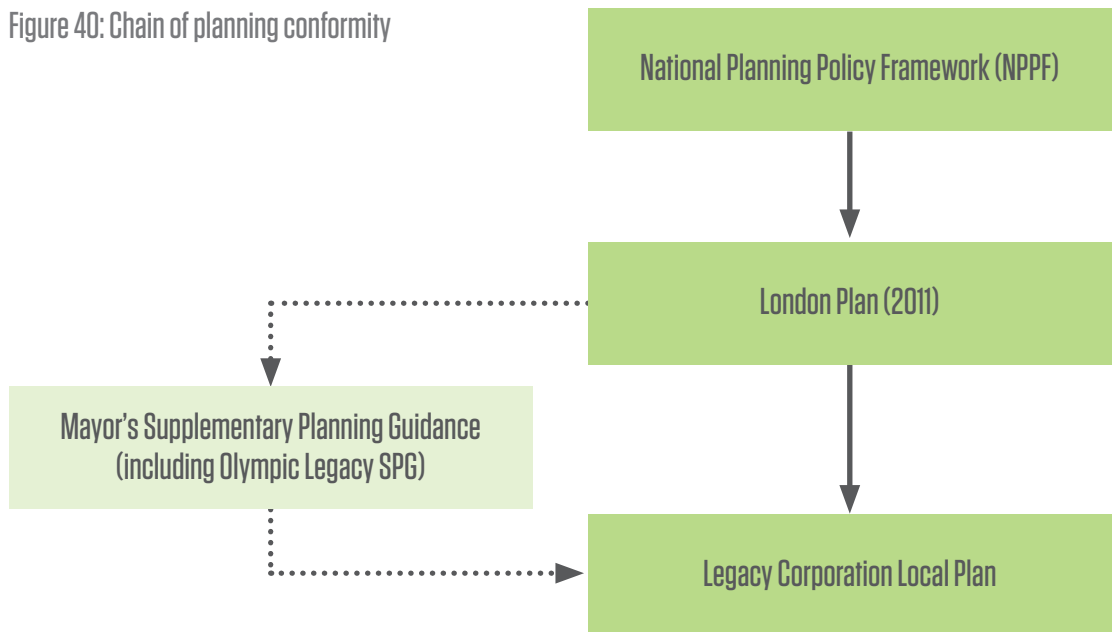 Figure 40: Chain of planning conformity
National Planning Policy Framework (NPPF)
London Plan (2011)
Mayor’s Supplementary Planning Guidance
(including Olympic Legacy SPG)
Legacy Corporation Local Plan